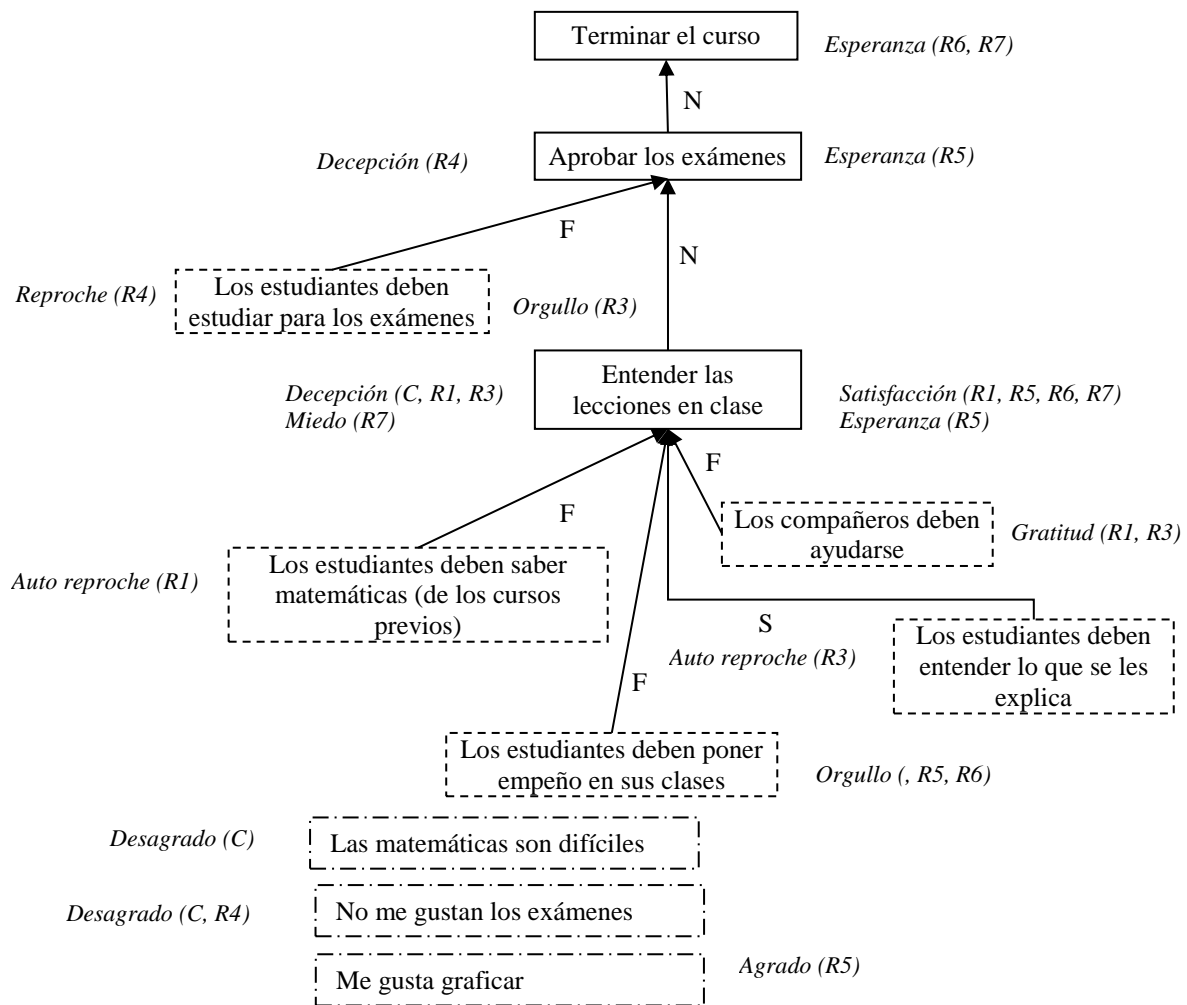 Terminar el curso
Esperanza (R6, R7)
N
Decepción (R4)
Aprobar los exámenes
Esperanza (R5)
F
N
Reproche (R4)
Los estudiantes deben
estudiar para los exámenes
Orgullo (R3)
Decepción (C, R1, R3)
Miedo (R7)
Entender las
lecciones en clase
Satisfacción (R1, R5, R6, R7)
Esperanza (R5)
F
F
Los compañeros deben
ayudarse
Gratitud (R1, R3)
Auto reproche (R1)
Los estudiantes deben saber
matemáticas (de los cursos
previos)
S
Auto reproche (R3)
Los estudiantes deben
entender lo que se les
explica
F
Los estudiantes deben poner
empeño en sus clases
Orgullo (, R5, R6)
Desagrado (C)
Las matemáticas son difíciles
Desagrado (C, R4)
No me gustan los exámenes
Me gusta graficar
Agrado (R5)